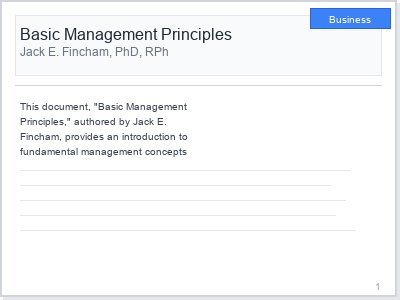 Business
Basic Management Principles
Jack E. Fincham, PhD, RPh
This document, "Basic Management
Principles," authored by Jack E.
Fincham, provides an introduction to
fundamental management concepts
1